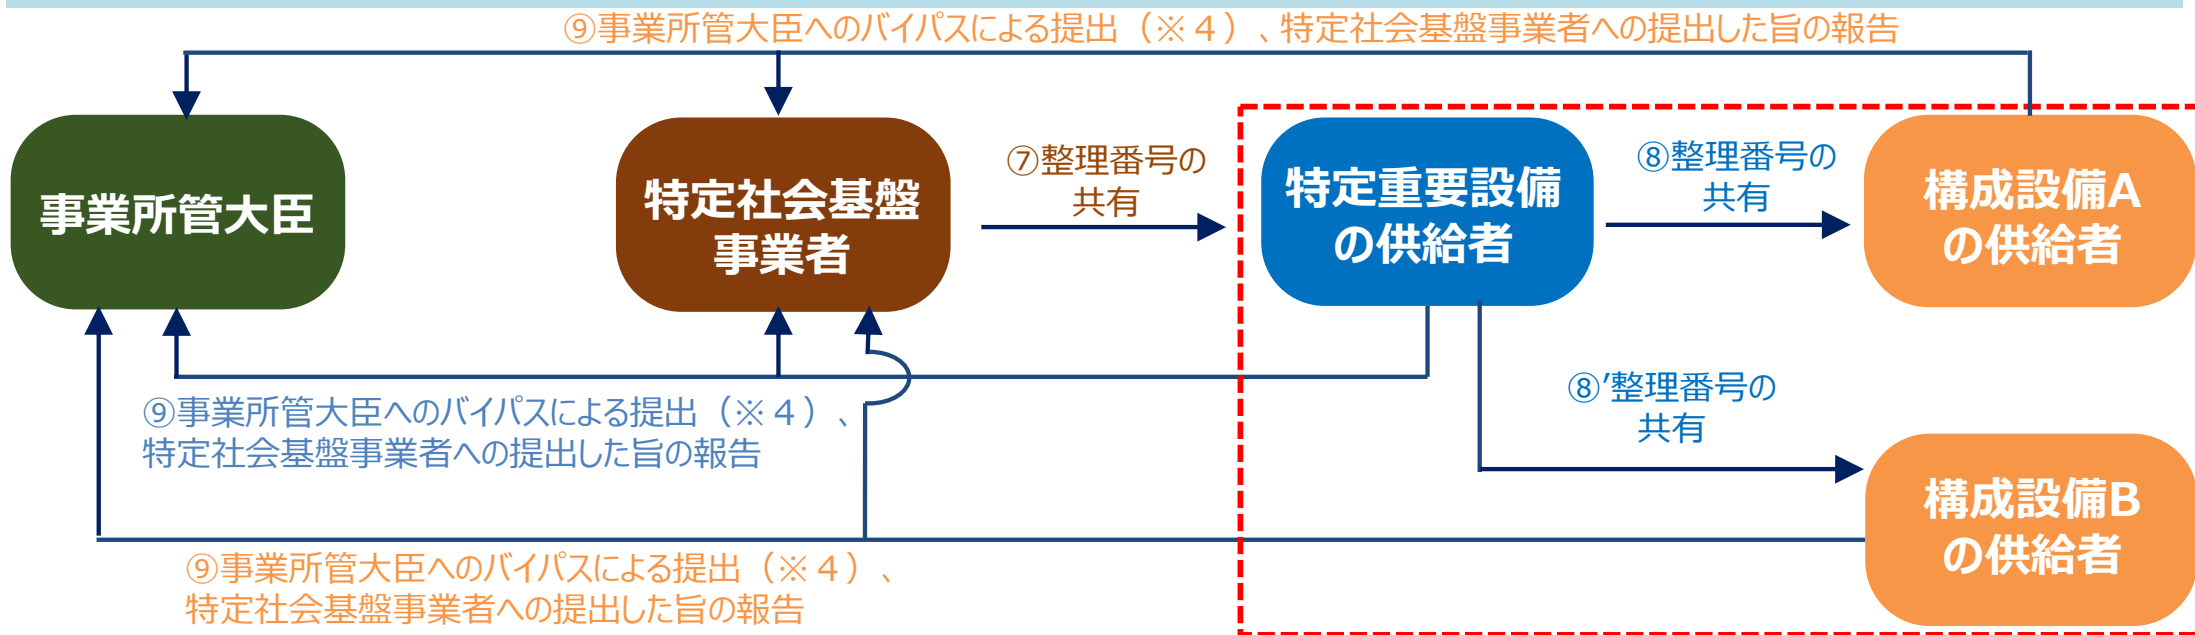 ⑨事業所管大臣へのバイパスによる提出（※４）、特定社会基盤事業者への提出した旨の報告
事業所管大臣
特定社会基盤
事業者
⑦整理番号の
共有
特定重要設備
の供給者
⑧整理番号の
共有
構成設備A
の供給者
⑨事業所管大臣へのバイパスによる提出（※４）、
特定社会基盤事業者への提出した旨の報告
⑧’整理番号の
共有
構成設備B
の供給者
⑨事業所管大臣へのバイパスによる提出（※４）、
特定社会基盤事業者への提出した旨の報告